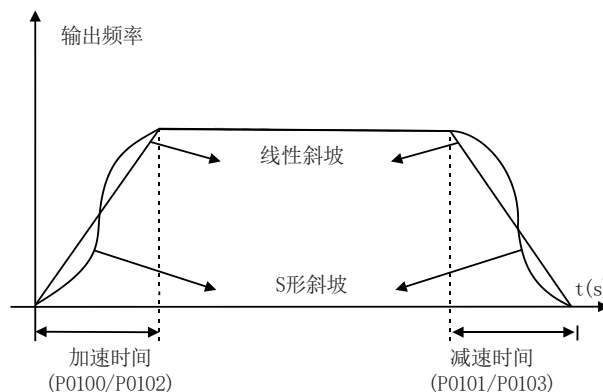 输出频率
线性斜坡
S形斜坡
t(s)
加速时间
(P0100/P0102)
减速时间
(P0101/P0103)